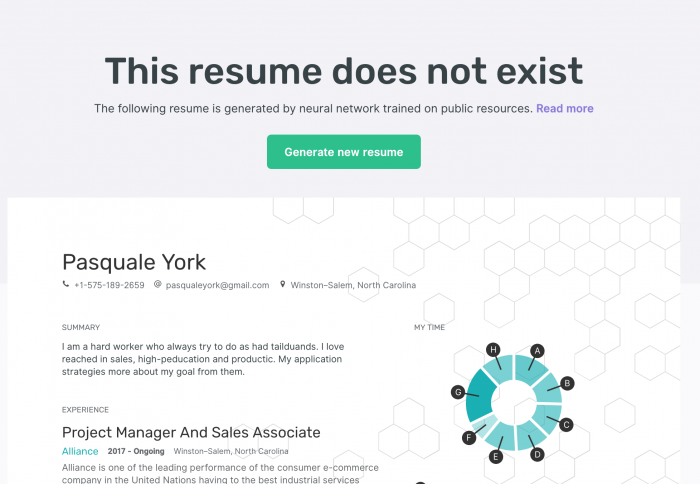 This resume does not exist
The following resume is generated by neural network trained on public resources. Read more
Generate new resume
Pasquale York
+1-575-189-2659 @ pasqualeyork@gmail.com Winston–Salem, North Carolina
SUMMARY
I am a hard worker who always try to do as had tailduands. I love
reached in sales, high-peducation and productic. My application
strategies more about my goal from them.
EXPERIENCE
Project Manager And Sales Associate
Alliance 2017 - Ongoing Winston–Salem, North Carolina
Alliance is one of the leading performance of the consumer e-commerce
company in the United Nations having to the best industrial services
MY TIME
H
A
B
G
C
F
E
D